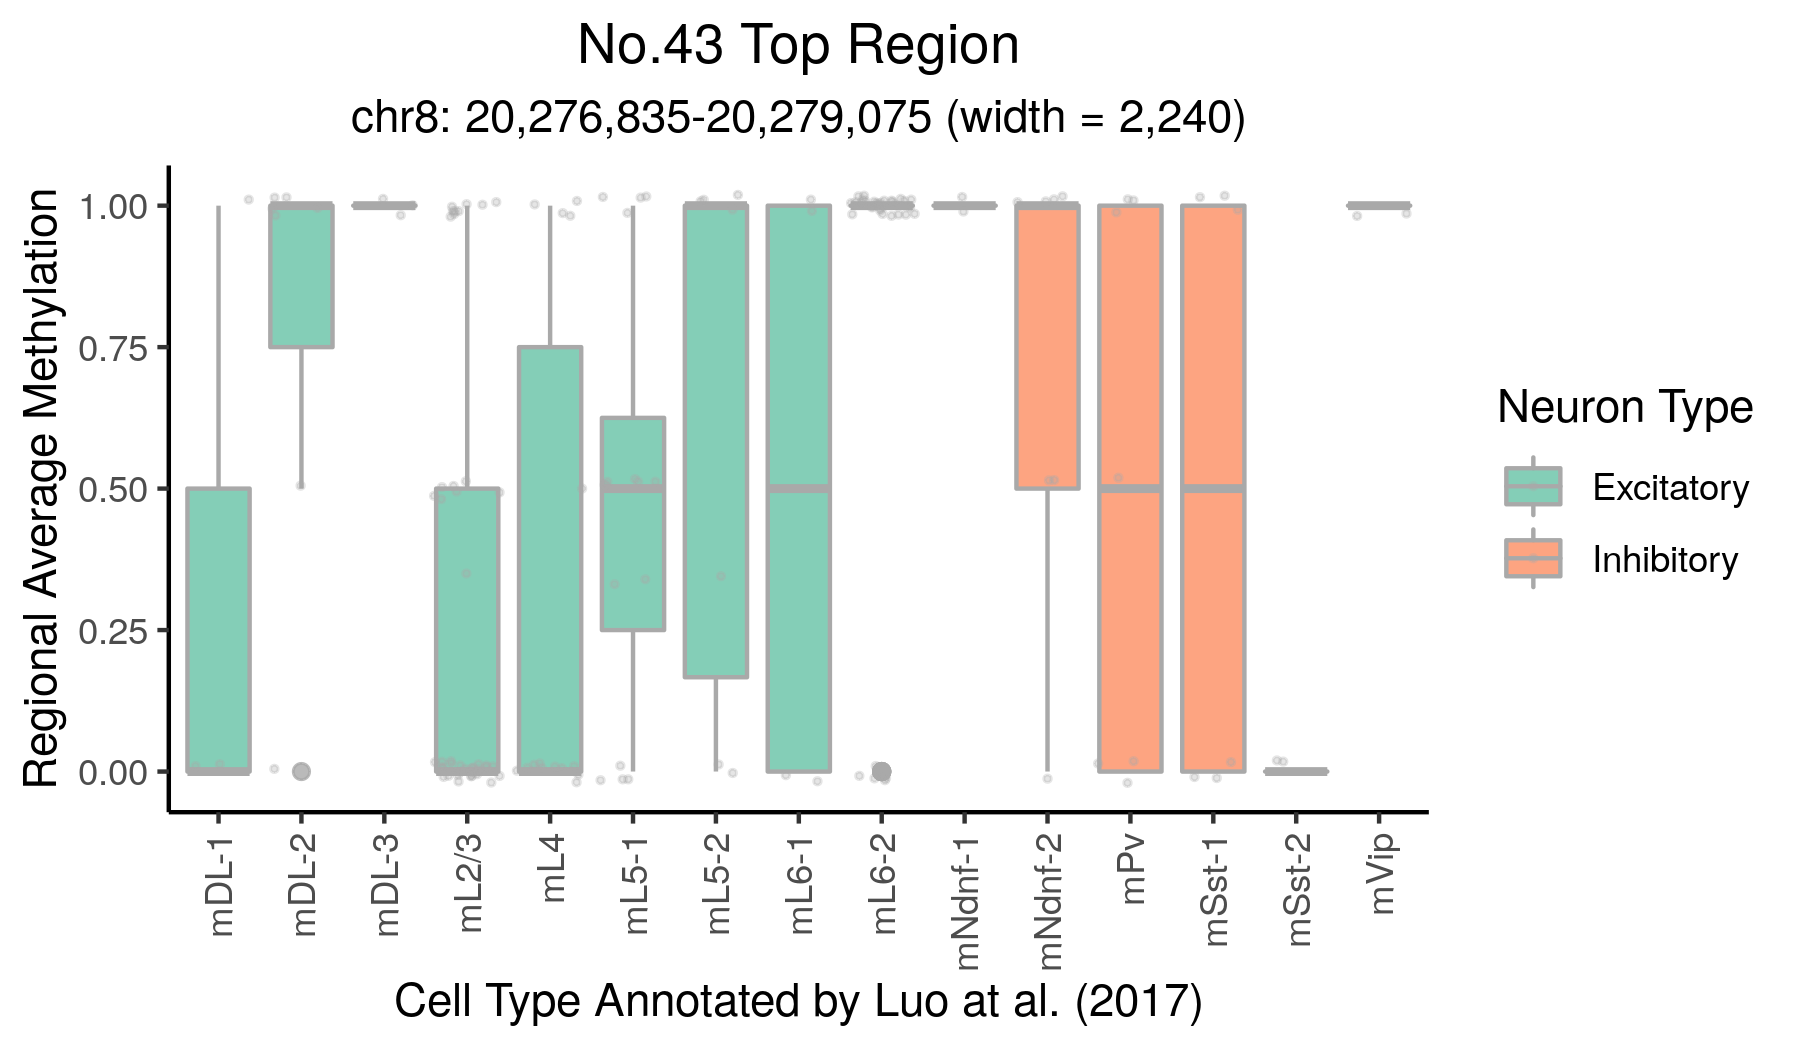 No.43 Top Region
chr8: 20,276,835-20,279,075 (width = 2,240)
Regional Average Methylation
1.00
0.75
0.50
0.25
0.00
mDL-1
mDL-2
mDL-3
mL2/3
mL4
mL5-1
mL5-2
mL6-1
mL6-2
mNdnf-1
mNdnf-2
mPv
mSst-1
mSst-2
mVip
Cell Type Annotated by Luo at al. (2017)
Neuron Type
Excitatory
Inhibitory